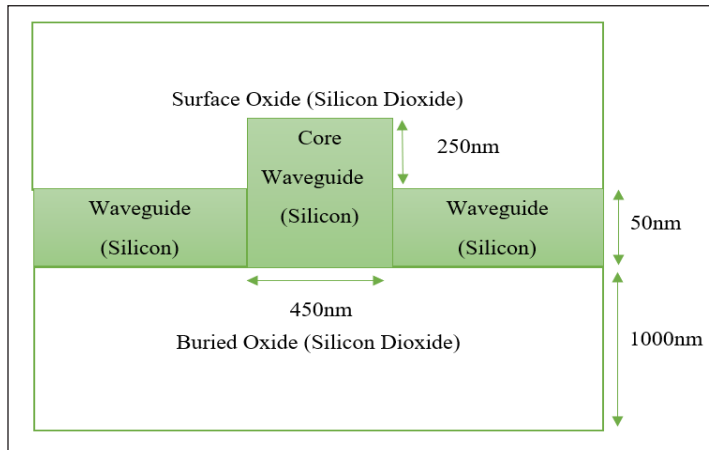 Surface Oxide (Silicon Dioxide)
Core
Waveguide
(Silicon)
250nm
Waveguide
(Silicon)
Waveguide
(Silicon)
50nm
450nm
Buried Oxide (Silicon Dioxide)
1000nm